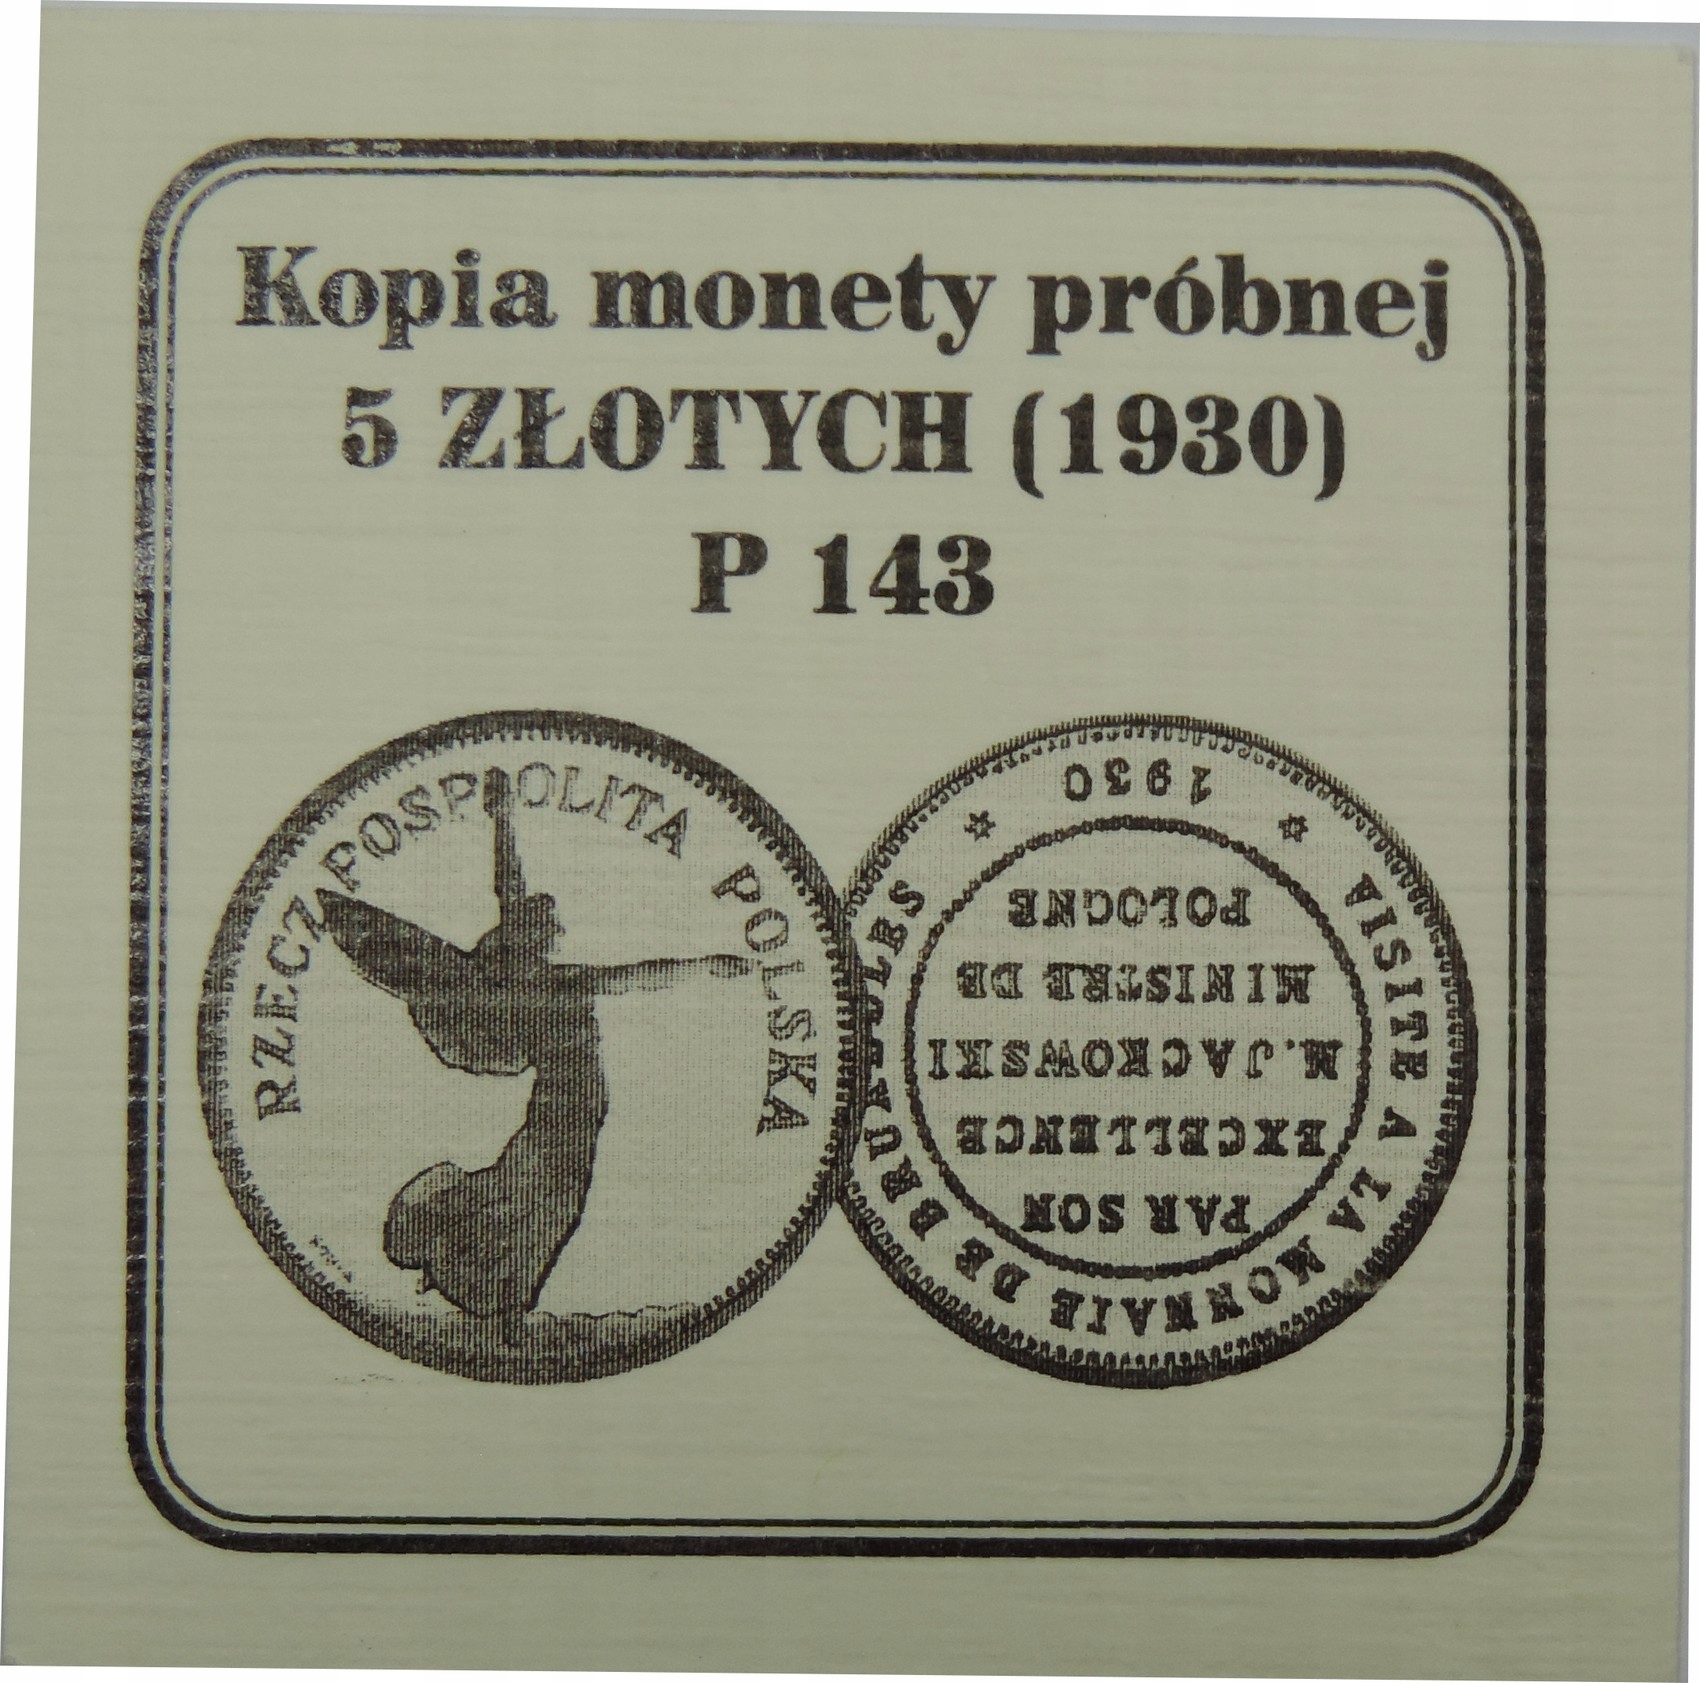 Kopia monety próbnej
5 ZŁOTYCH (1930)
P 143
RZECZPOSPOLITA POLSKA
VISITE A LA MONNAIE DE BRUXELLES
1930
PAR SON
EXCELLENCE
M.JACKOWSKI
MINISTRE DE
POLOGNE